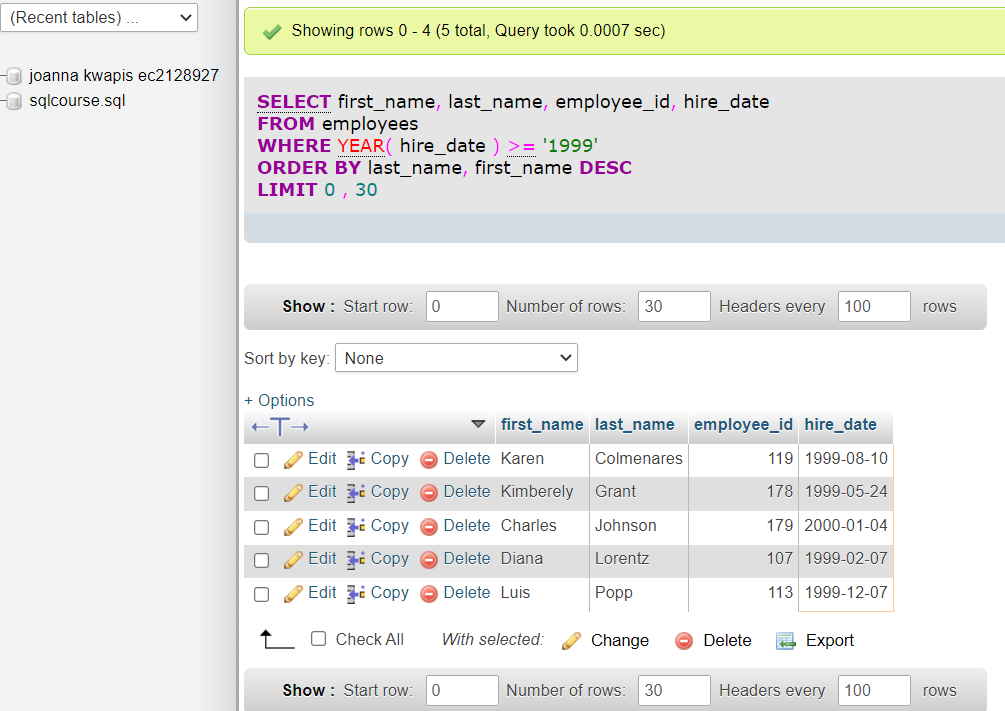 (Recent tables) ...
joanna kwapis ec2128927
sqlcourse.sql
Showing rows 0 - 4 (5 total, Query took 0.0007 sec)
SELECT first_name, last_name, employee_id, hire_date
FROM employees
WHERE YEAR( hire_date ) >= '1999'
ORDER BY last_name, first_name DESC
LIMIT 0 , 30
Show : Start row: 0 Number of rows: 30 Headers every 100 rows
Sort by key: None
+ Options
←T→ first_name last_name employee_id hire_date
Edit Copy Delete Karen Colmenares 119 1999-08-10
Edit Copy Delete Kimberely Grant 178 1999-05-24
Edit Copy Delete Charles Johnson 179 2000-01-04
Edit Copy Delete Diana Lorentz 107 1999-02-07
Edit Copy Delete Luis Popp 113 1999-12-07
Check All With selected: Change Delete Export
Show : Start row: 0 Number of rows: 30 Headers every 100 rows